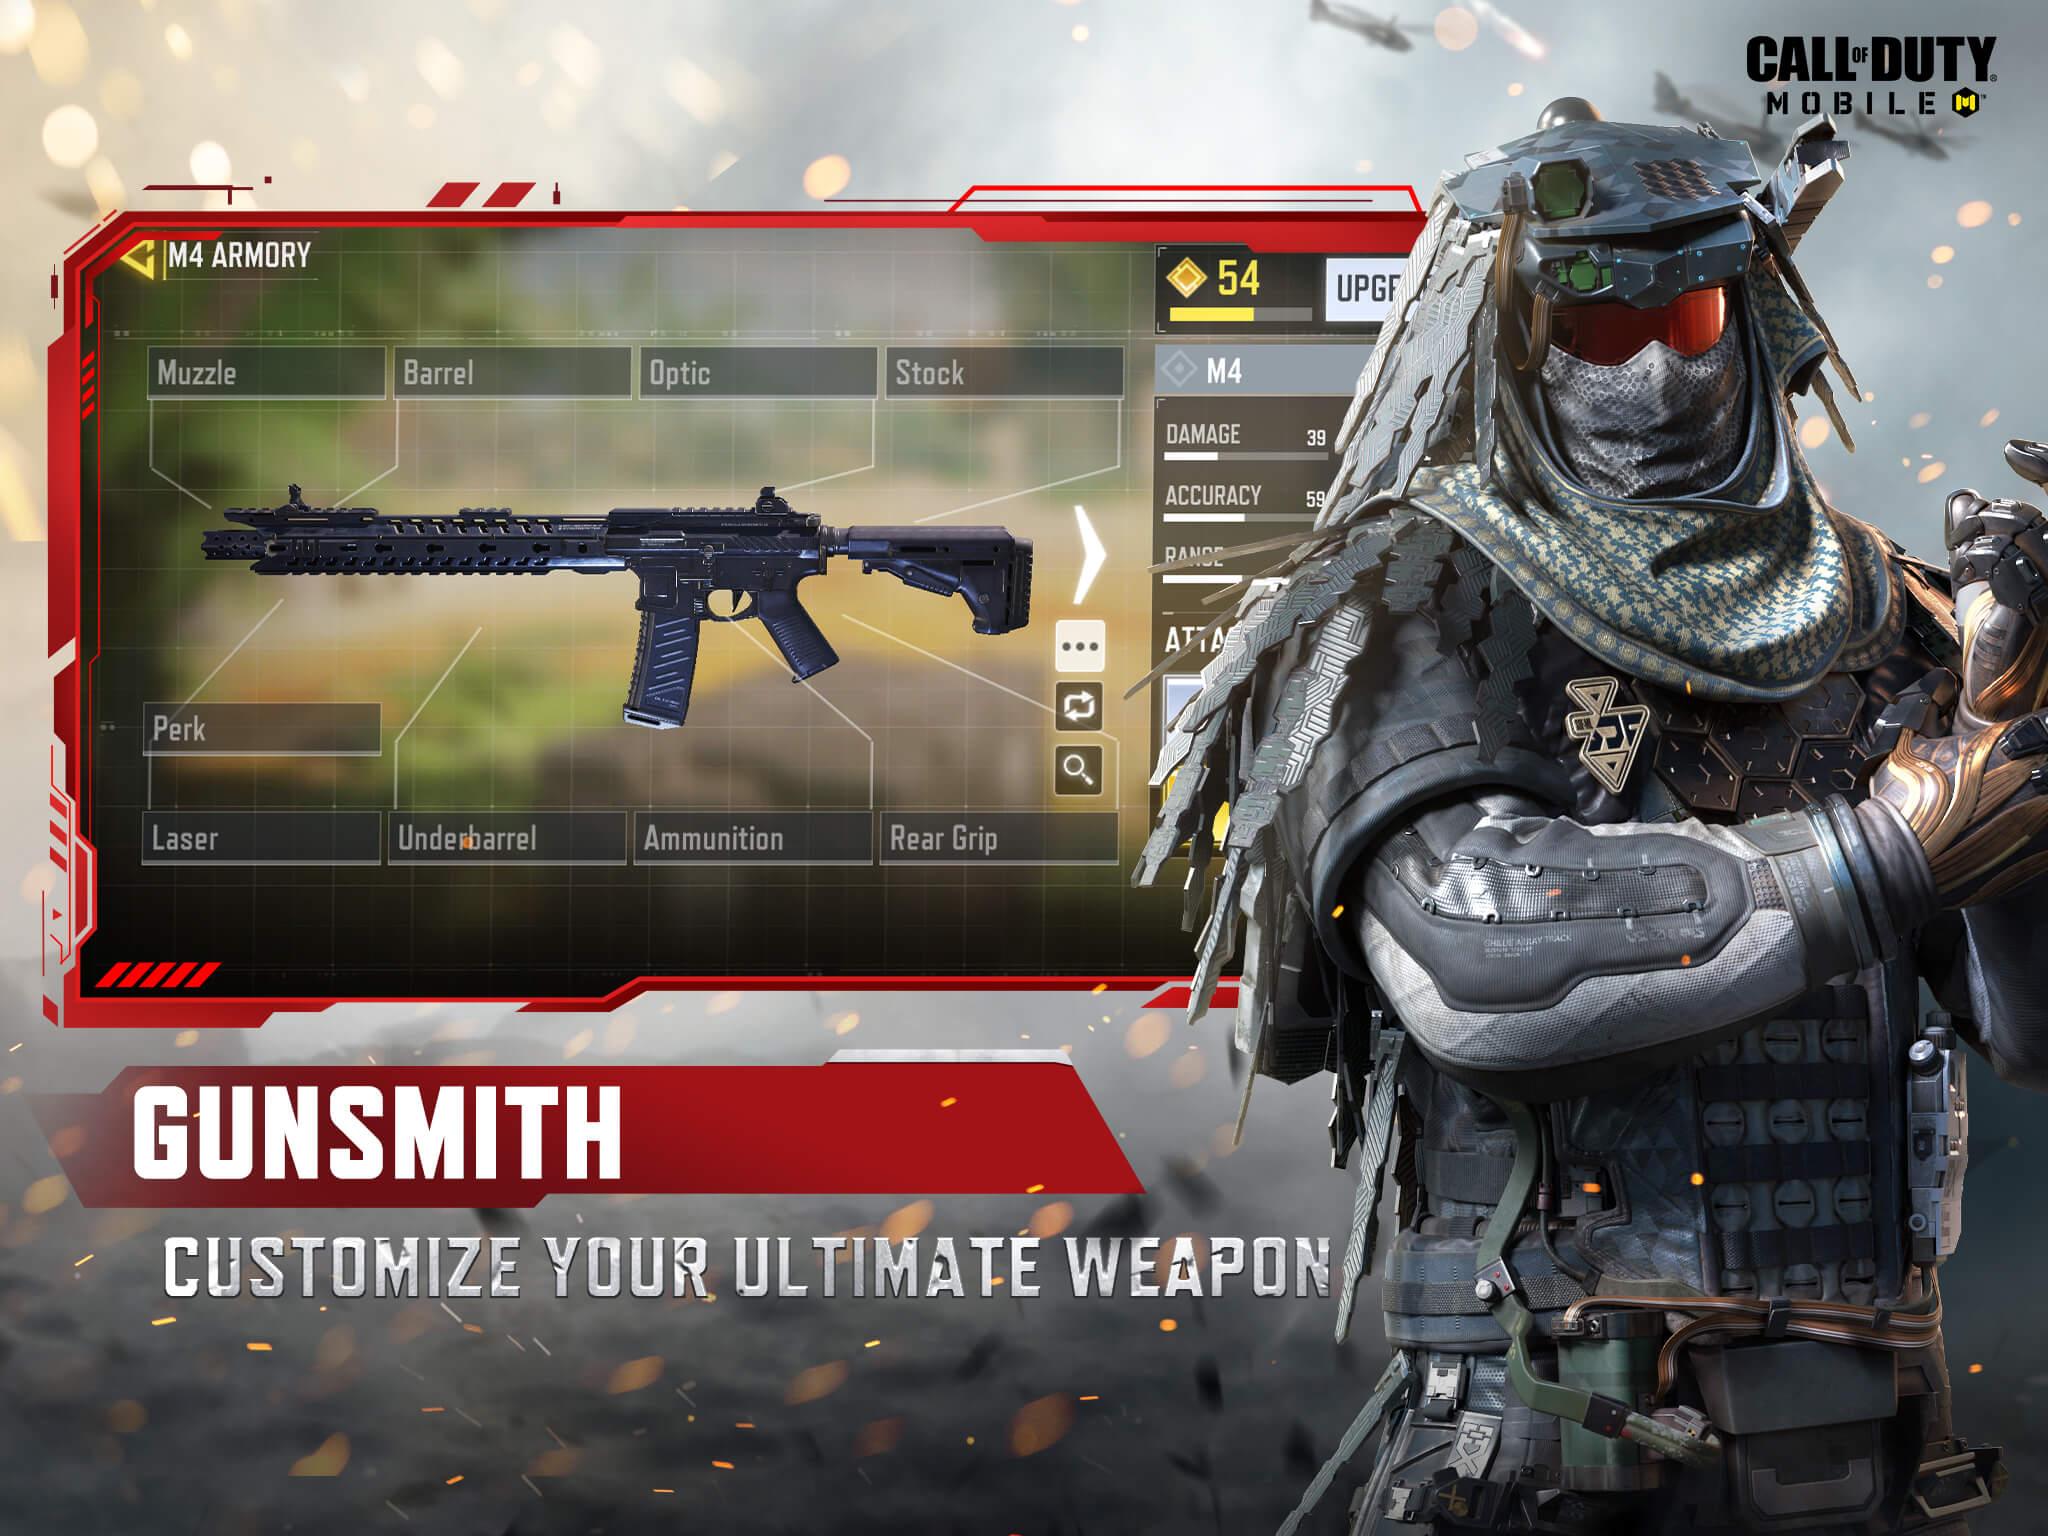 CALL OF DUTY
MOBILE
M4 ARMORY
54
M4
Muzzle
Barrel
Optic
Stock
DAMAGE 39
ACCURACY 59
RANGE
Perk
Laser
Underbarrel
Ammunition
Rear Grip
GUNSMITH
CUSTOMIZE YOUR ULTIMATE WEAPON